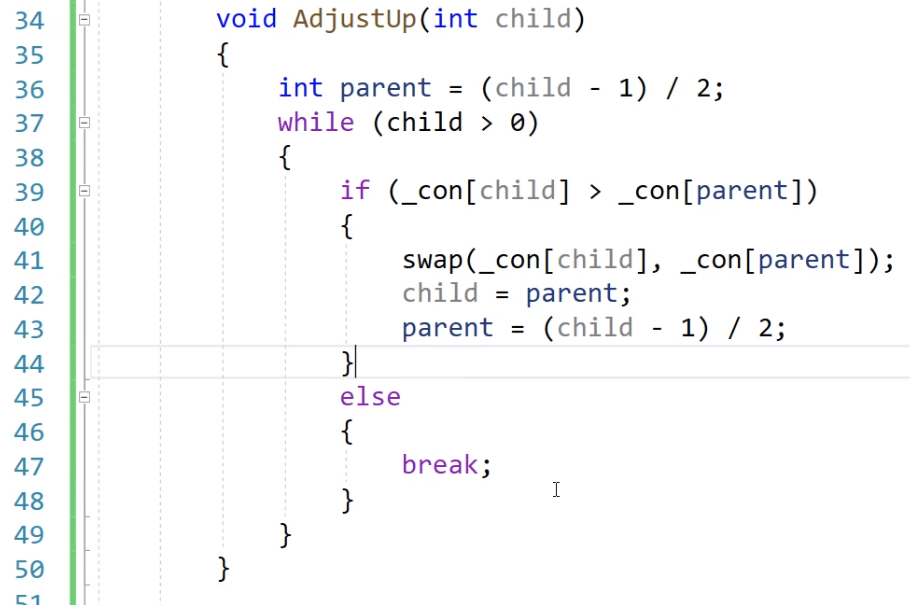 34 void AdjustUp(int child)
35 {
36 int parent = (child - 1) / 2;
37 while (child > 0)
38 {
39 if (_con[child] > _con[parent])
40 {
41 swap(_con[child], _con[parent]);
42 child = parent;
43 parent = (child - 1) / 2;
44 }
45 else
46 {
47 break;
48 }
49 }
50 }
51